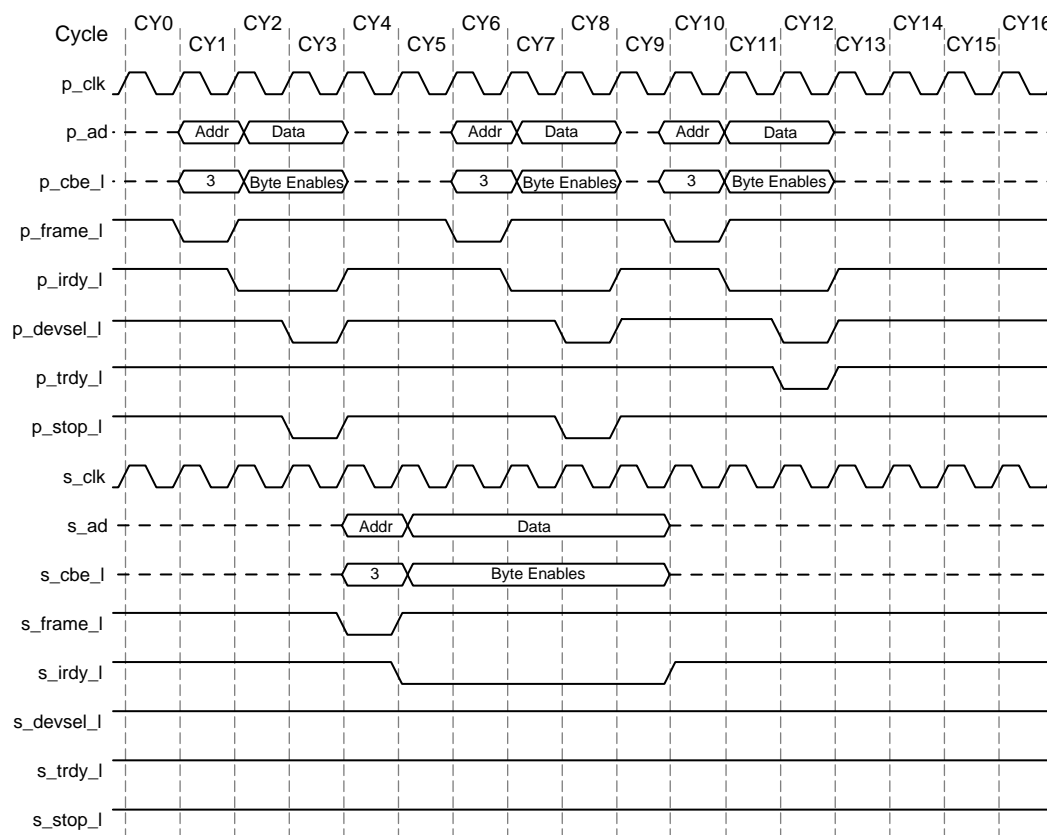 Cycle CY0 CY1 CY2 CY3 CY4 CY5 CY6 CY7 CY8 CY9 CY10 CY11 CY12 CY13 CY14 CY15 CY16
p_clk
p_ad Addr Data Addr Data Addr Data
p_cbe_l 3 Byte Enables 3 Byte Enables 3 Byte Enables
p_frame_l
p_irdy_l
p_devsel_l
p_trdy_l
p_stop_l
s_clk
s_ad Addr Data
s_cbe_l 3 Byte Enables
s_frame_l
s_irdy_l
s_devsel_l
s_trdy_l
s_stop_l